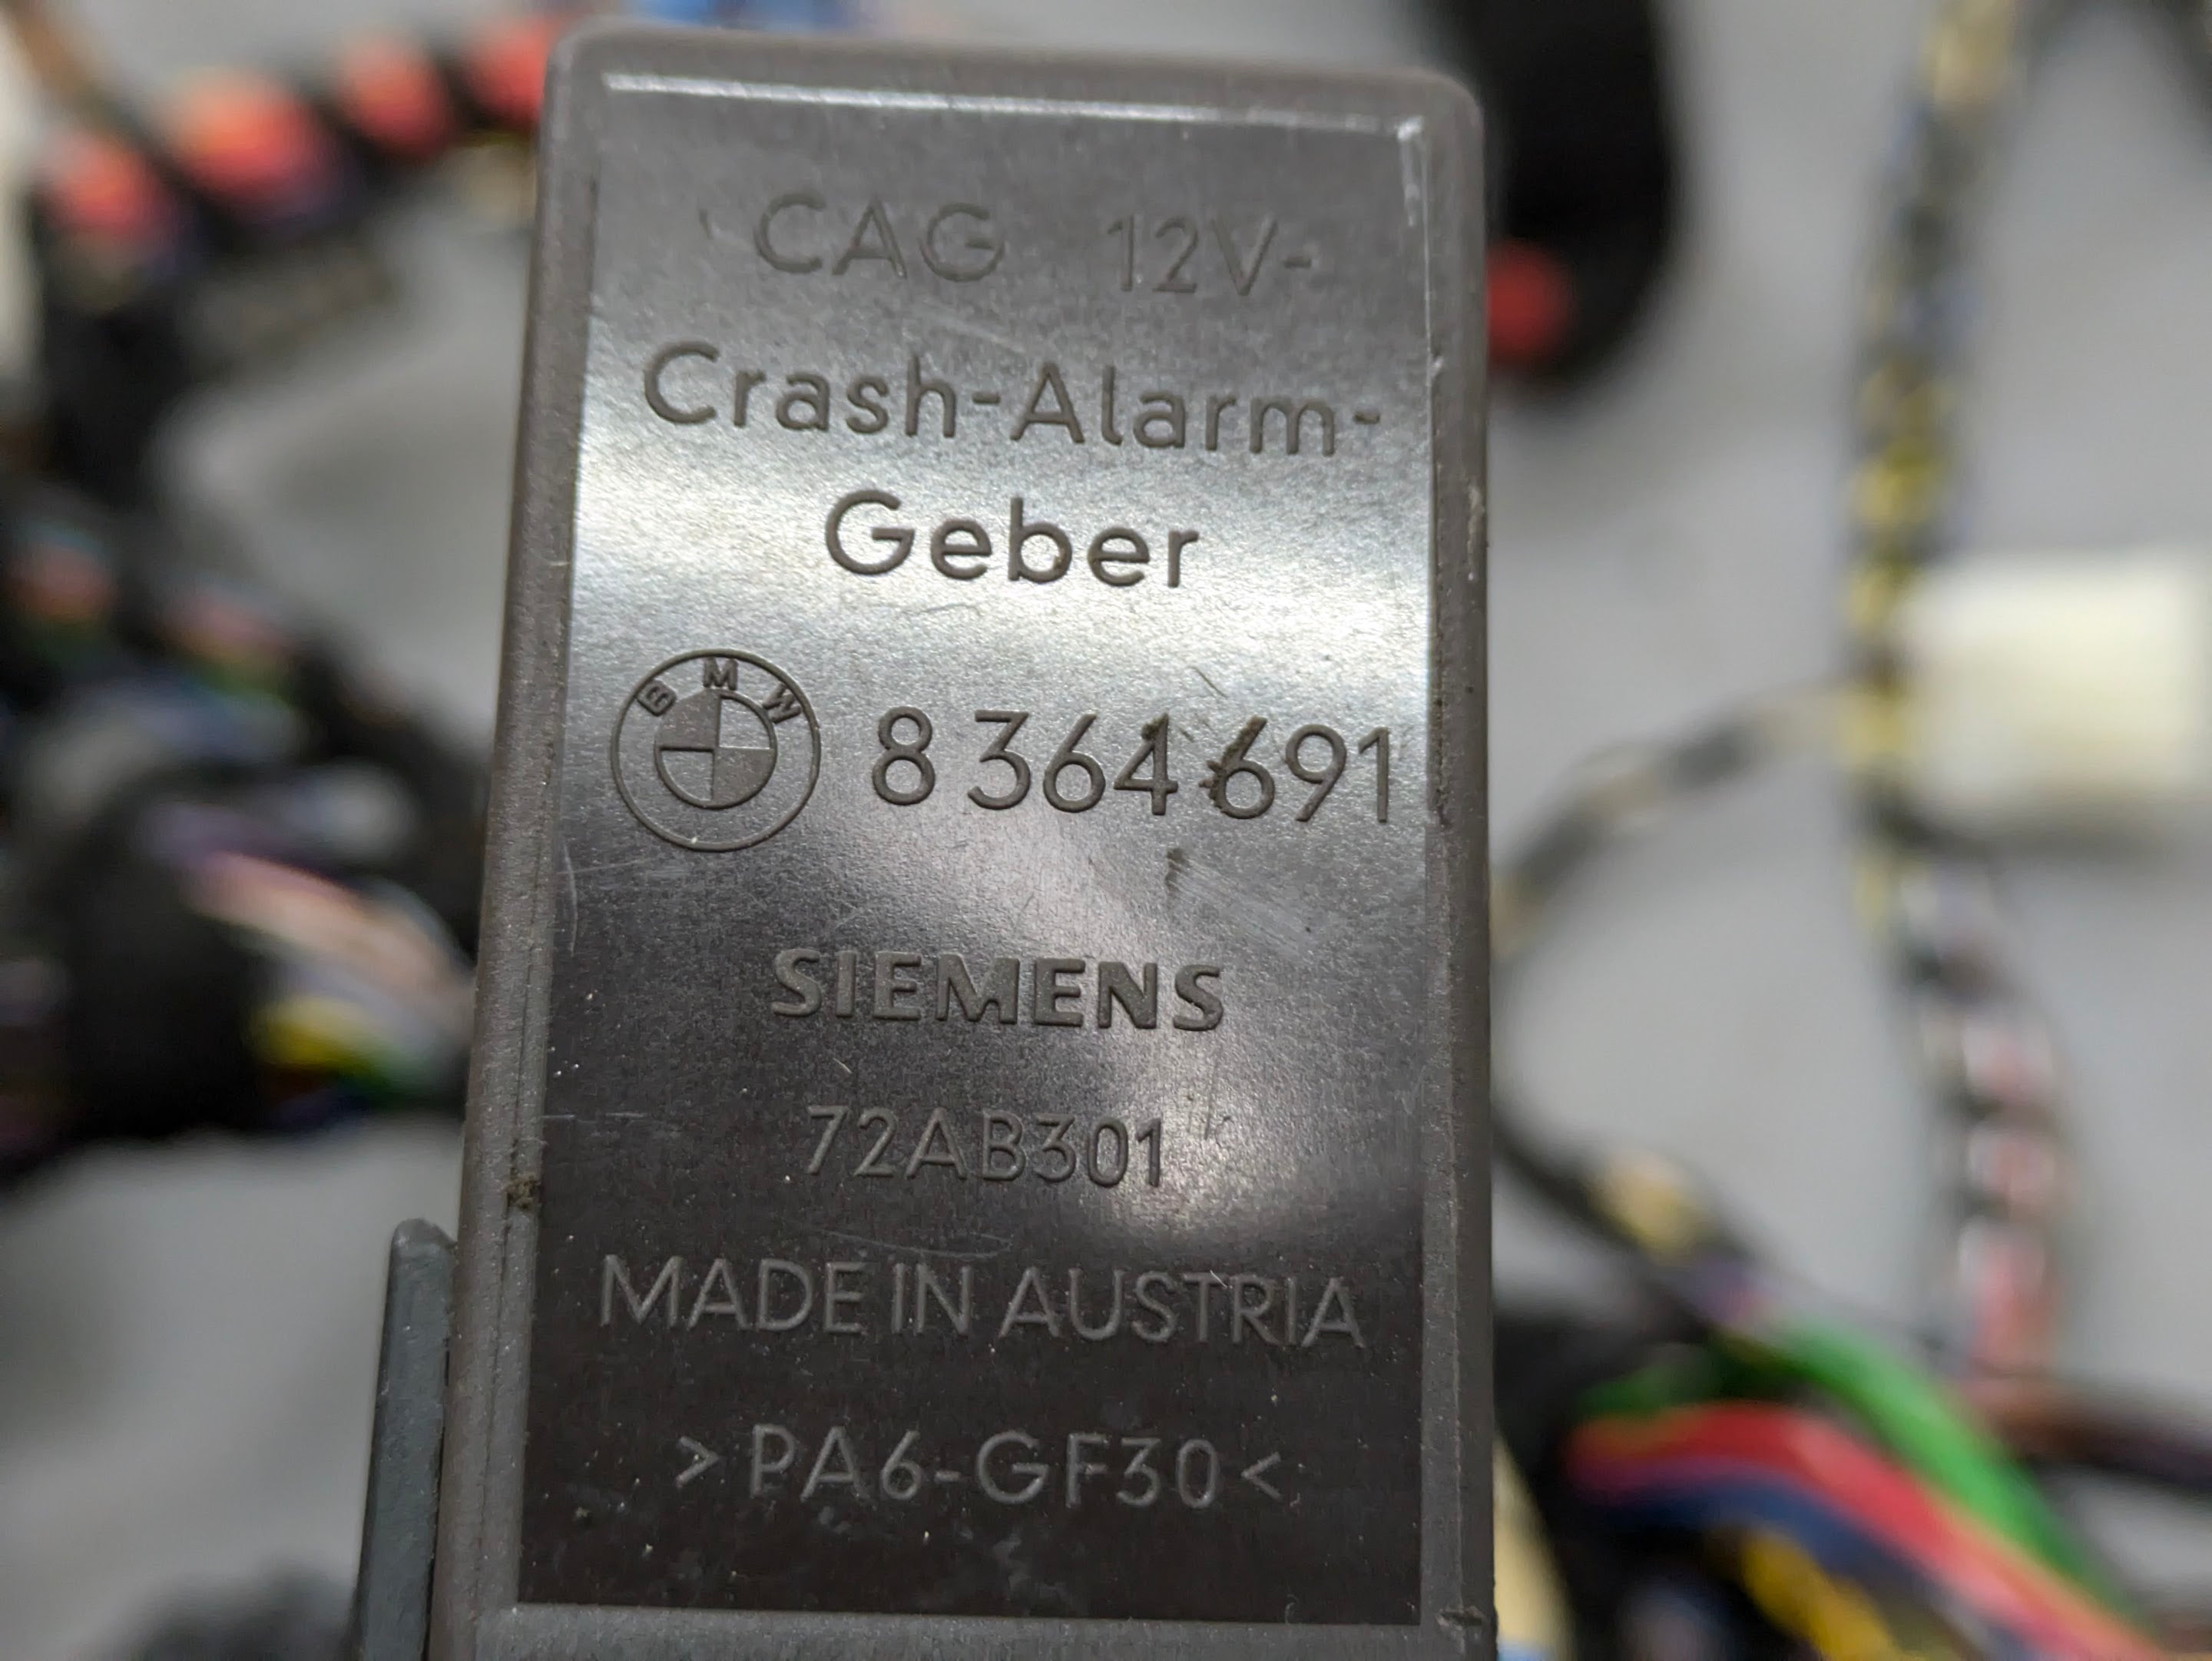 CAG 12V-
Crash-Alarm-
Geber
BMW 8 364 691
SIEMENS
72AB301
MADE IN AUSTRIA
>PA6-GF30<